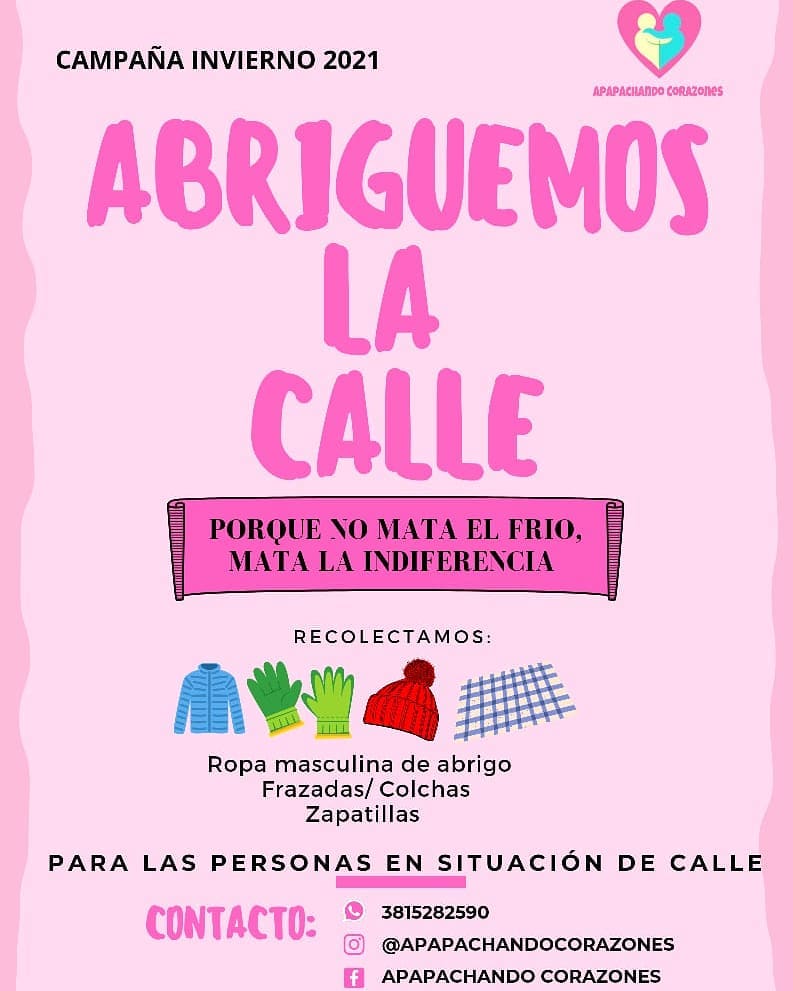 CAMPAÑA INVIERNO 2021
APAPACHANDO CORAZONES
ABRIGUEMOS
LA
CALLE
PORQUE NO MATA EL FRIO,
MATA LA INDIFERENCIA
RECOLECTAMOS:
Ropa masculina de abrigo
Frazadas/ Colchas
Zapatillas
PARA LAS PERSONAS EN SITUACIÓN DE CALLE
CONTACTO:
3815282590
@APAPACHANDOCORAZONES
APAPACHANDO CORAZONES